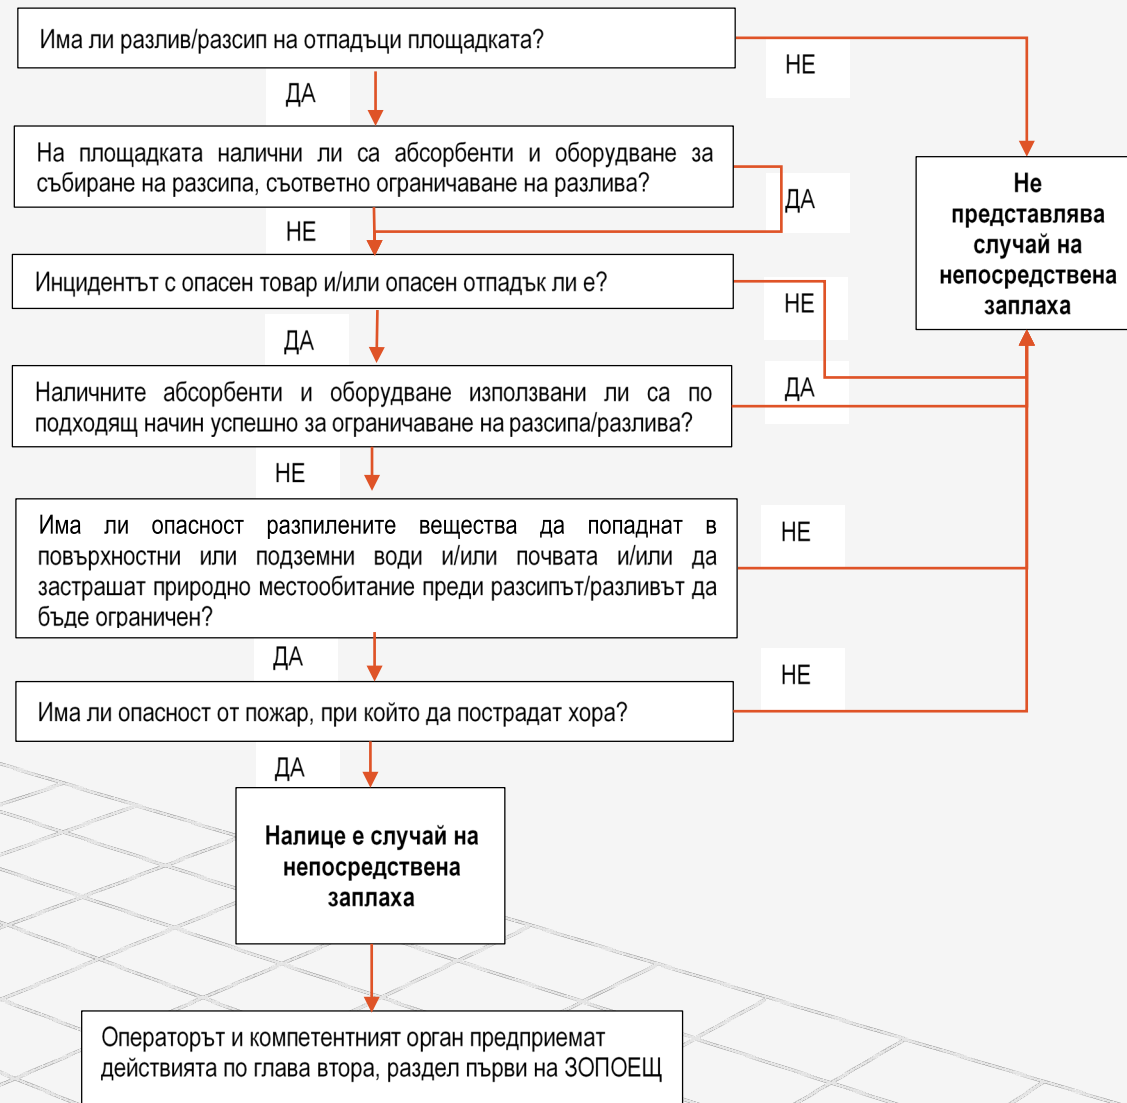 Има ли разлив/разсип на отпадъци площадката?
НЕ
ДА
На площадката налични ли са абсорбенти и оборудване за
събиране на разсипа, съответно ограничаване на разлива?
ДА
НЕ
Не
представлява
случай на
непосредствена
заплаха
Инцидентът с опасен товар и/или опасен отпадък ли е?
НЕ
ДА
Наличните абсорбенти и оборудване използвани ли са по
подходящ начин успешно за ограничаване на разсипа/разлива?
ДА
НЕ
Има ли опасност разпилените вещества да попаднат в
повърхностни или подземни води и/или почвата и/или да
застрашат природно местообитание преди разсипът/разливът да
бъде ограничен?
НЕ
ДА
Има ли опасност от пожар, при който да пострадат хора?
НЕ
ДА
Налице е случай на
непосредствена
заплаха
Операторът и компетентният орган предприемат
действията по глава втора, раздел първи на ЗОПОЕЩ